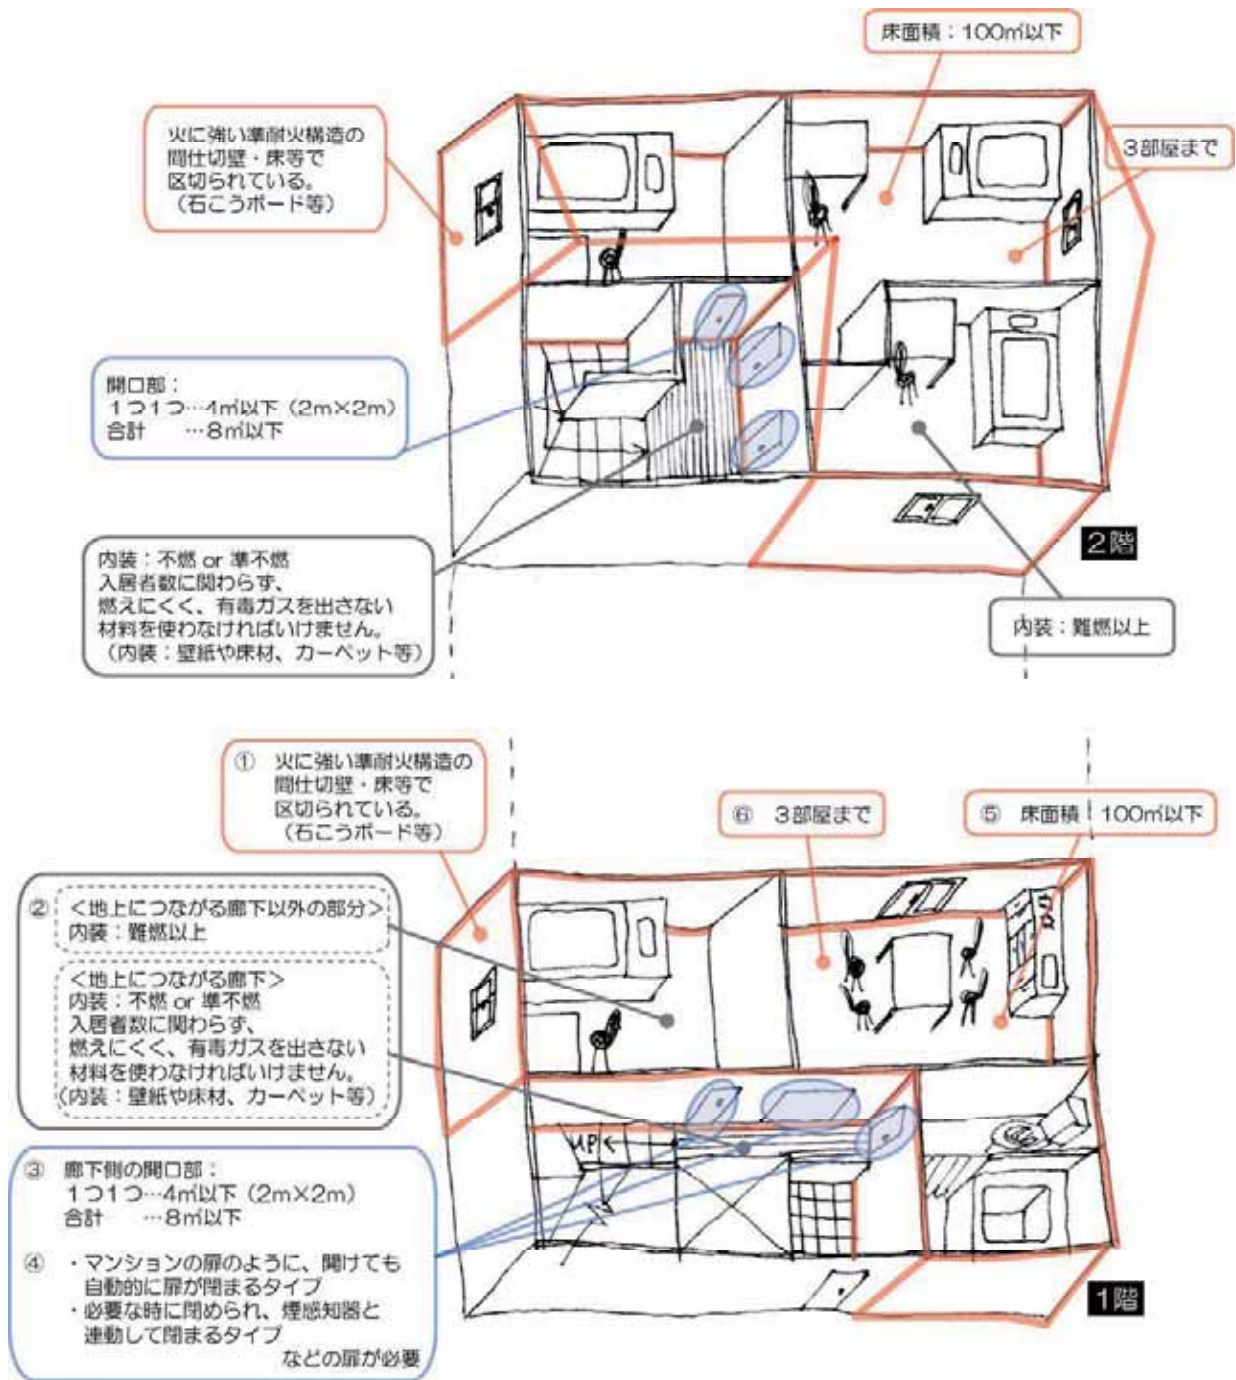 床面積：100㎡以下
火に強い準耐火構造の
間仕切壁・床等で
区切られている。
（石こうボード等）
3部屋まで
開口部：
1つ1つ…4㎡以下（2m×2m）
合計　…8㎡以下
内装：不燃 or 準不燃
入居者数に関わらず、
燃えにくく、有毒ガスを出さない
材料を使わなければいけません。
（内装：壁紙や床材、カーペット等）
2階
内装：難燃以上
① 火に強い準耐火構造の
間仕切壁・床等で
区切られている。
（石こうボード等）
⑥ 3部屋まで
⑤ 床面積：100㎡以下
② ＜地上につながる廊下以外の部分＞
内装：難燃以上
＜地上につながる廊下＞
内装：不燃 or 準不燃
入居者数に関わらず、
燃えにくく、有毒ガスを出さない
材料を使わなければいけません。
（内装：壁紙や床材、カーペット等）
UP
③ 廊下側の開口部：
1つ1つ…4㎡以下（2m×2m）
合計　…8㎡以下
④ ・マンションの扉のように、開けても
自動的に扉が閉まるタイプ
・必要な時に閉められ、煙感知器と
連動して閉まるタイプ
などの扉が必要
1階